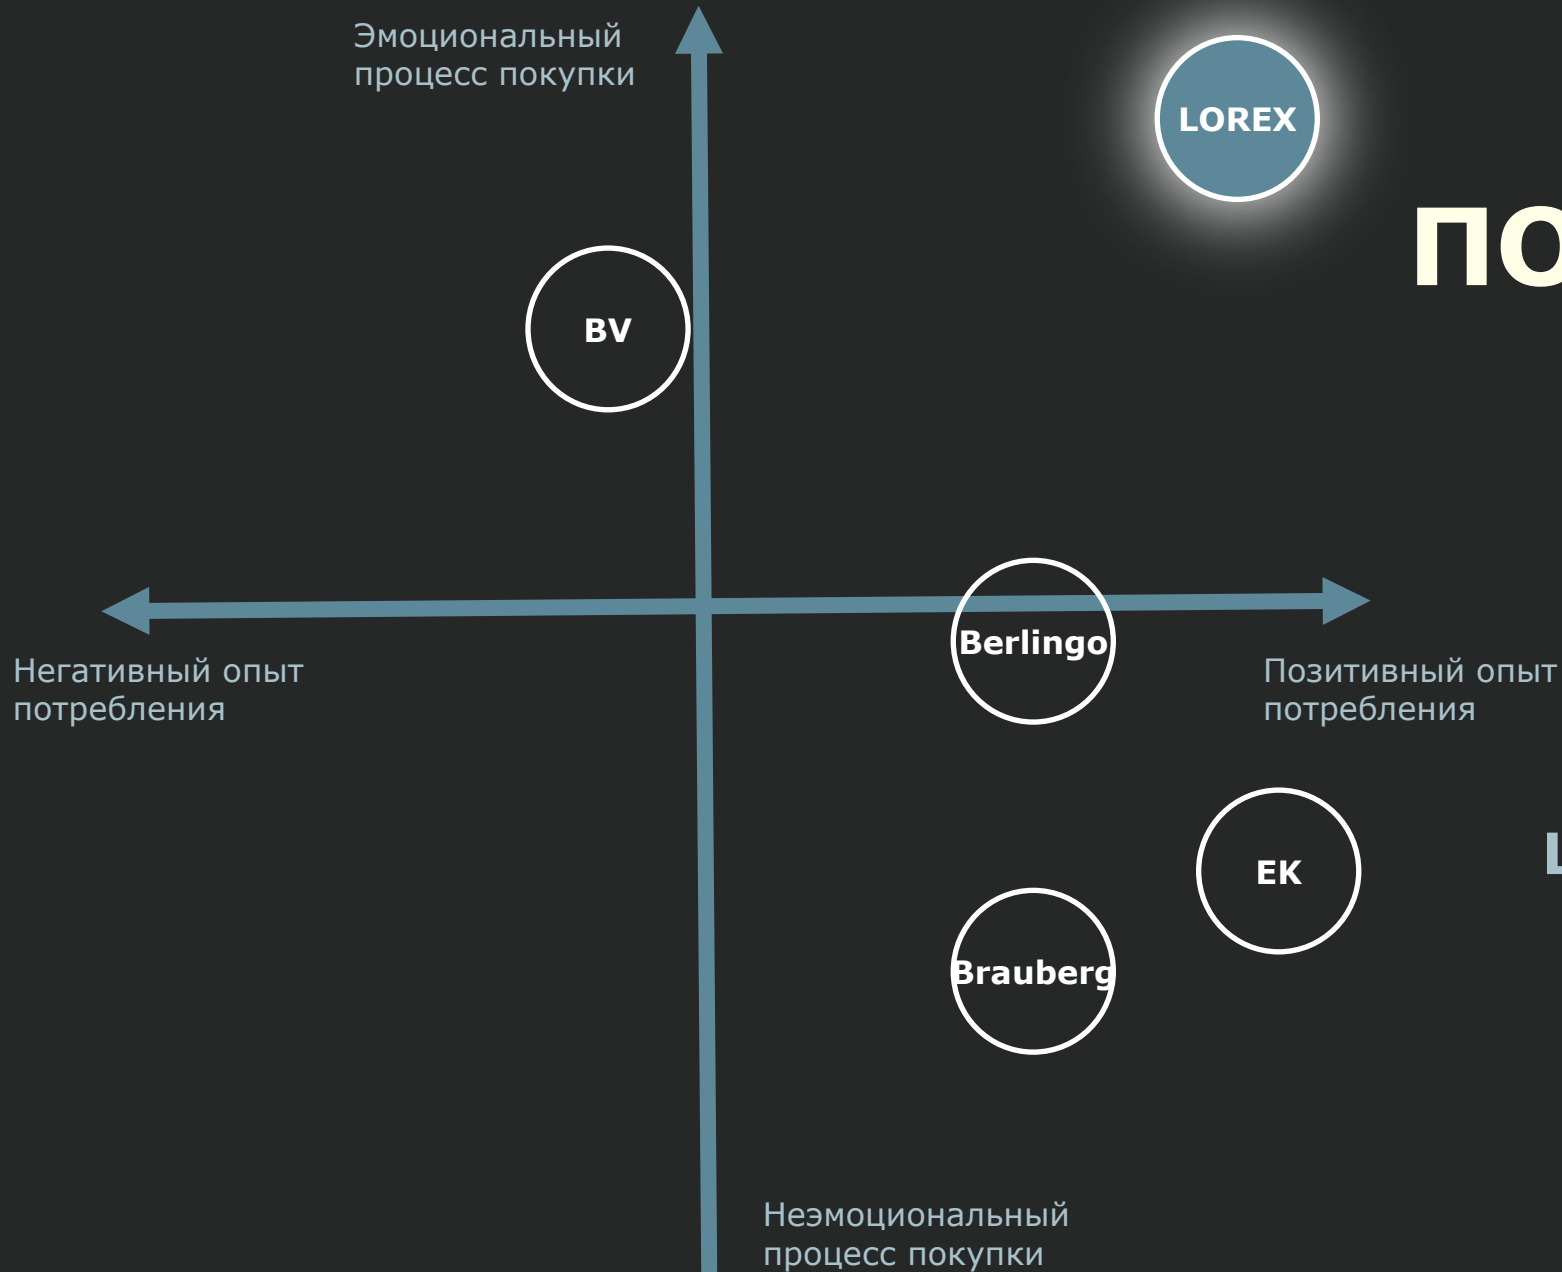 Эмоциональный
процесс покупки
LOREX
ПО
BV
Berlingo
Негативный опыт
потребления
Позитивный опыт
потребления
EK
Brauberg
Неэмоциональный
процесс покупки